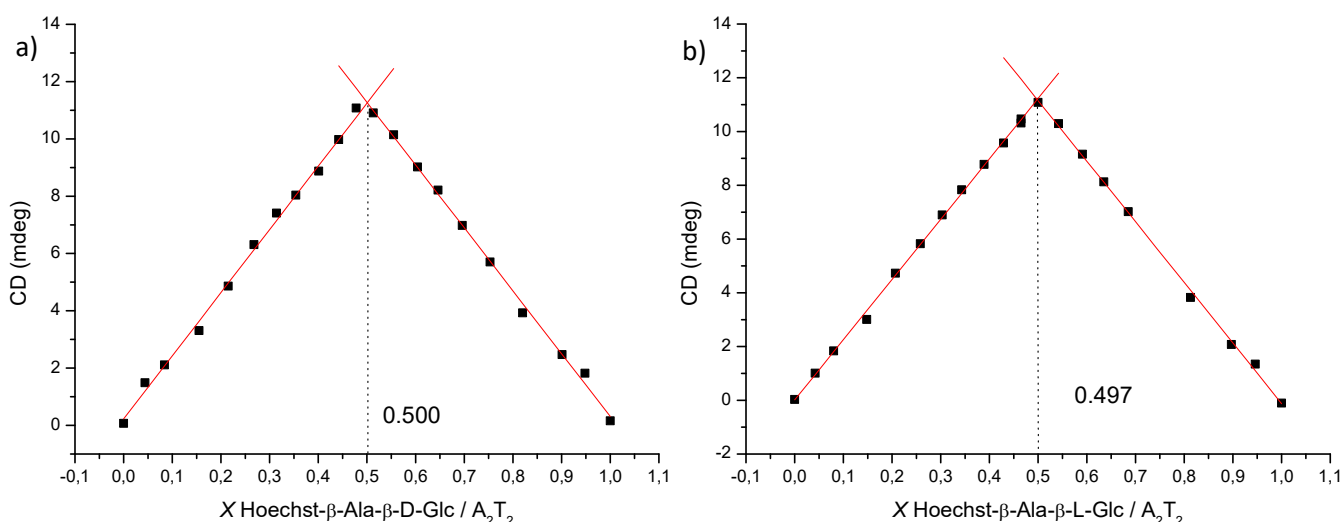 a)
14
12
10
8
6
4
2
0
CD (mdeg)
0.500
-0,1 0,0 0,1 0,2 0,3 0,4 0,5 0,6 0,7 0,8 0,9 1,0 1,1
X Hoechst-β-Ala-β-D-Glc / A₂T₂
b)
14
12
10
8
6
4
2
0
-2
CD (mdeg)
0.497
-0,1 0,0 0,1 0,2 0,3 0,4 0,5 0,6 0,7 0,8 0,9 1,0 1,1
X Hoechst-β-Ala-β-L-Glc / A₂T₂